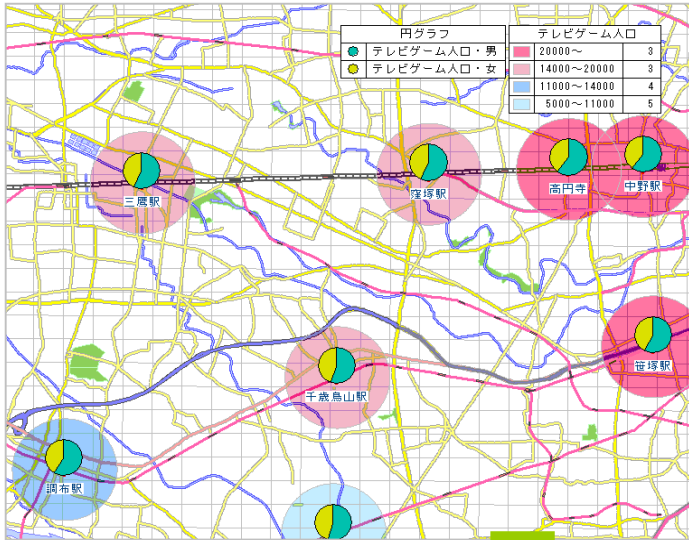 円グラフ
テレビゲーム人口・男
テレビゲーム人口・女
テレビゲーム人口
20000～ 3
14000～20000 3
11000～14000 4
5000～11000 5
三鷹駅
窪塚駅
高円寺
中野駅
笹塚駅
千歳烏山駅
調布駅